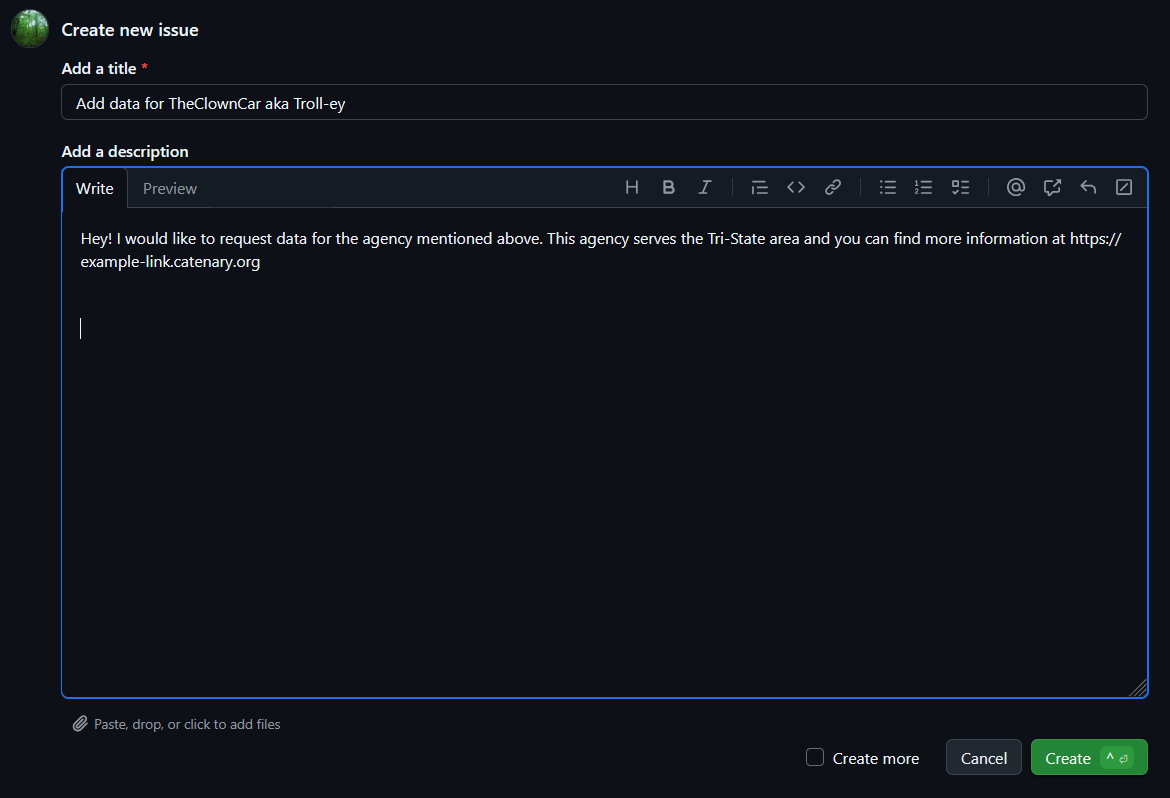 Create new issue
Add a title *
Add data for TheClownCar aka Troll-ey
Add a description
Write Preview
Hey! I would like to request data for the agency mentioned above. This agency serves the Tri-State area and you can find more information at https://
example-link.catenary.org
Paste, drop, or click to add files
Create more Cancel Create